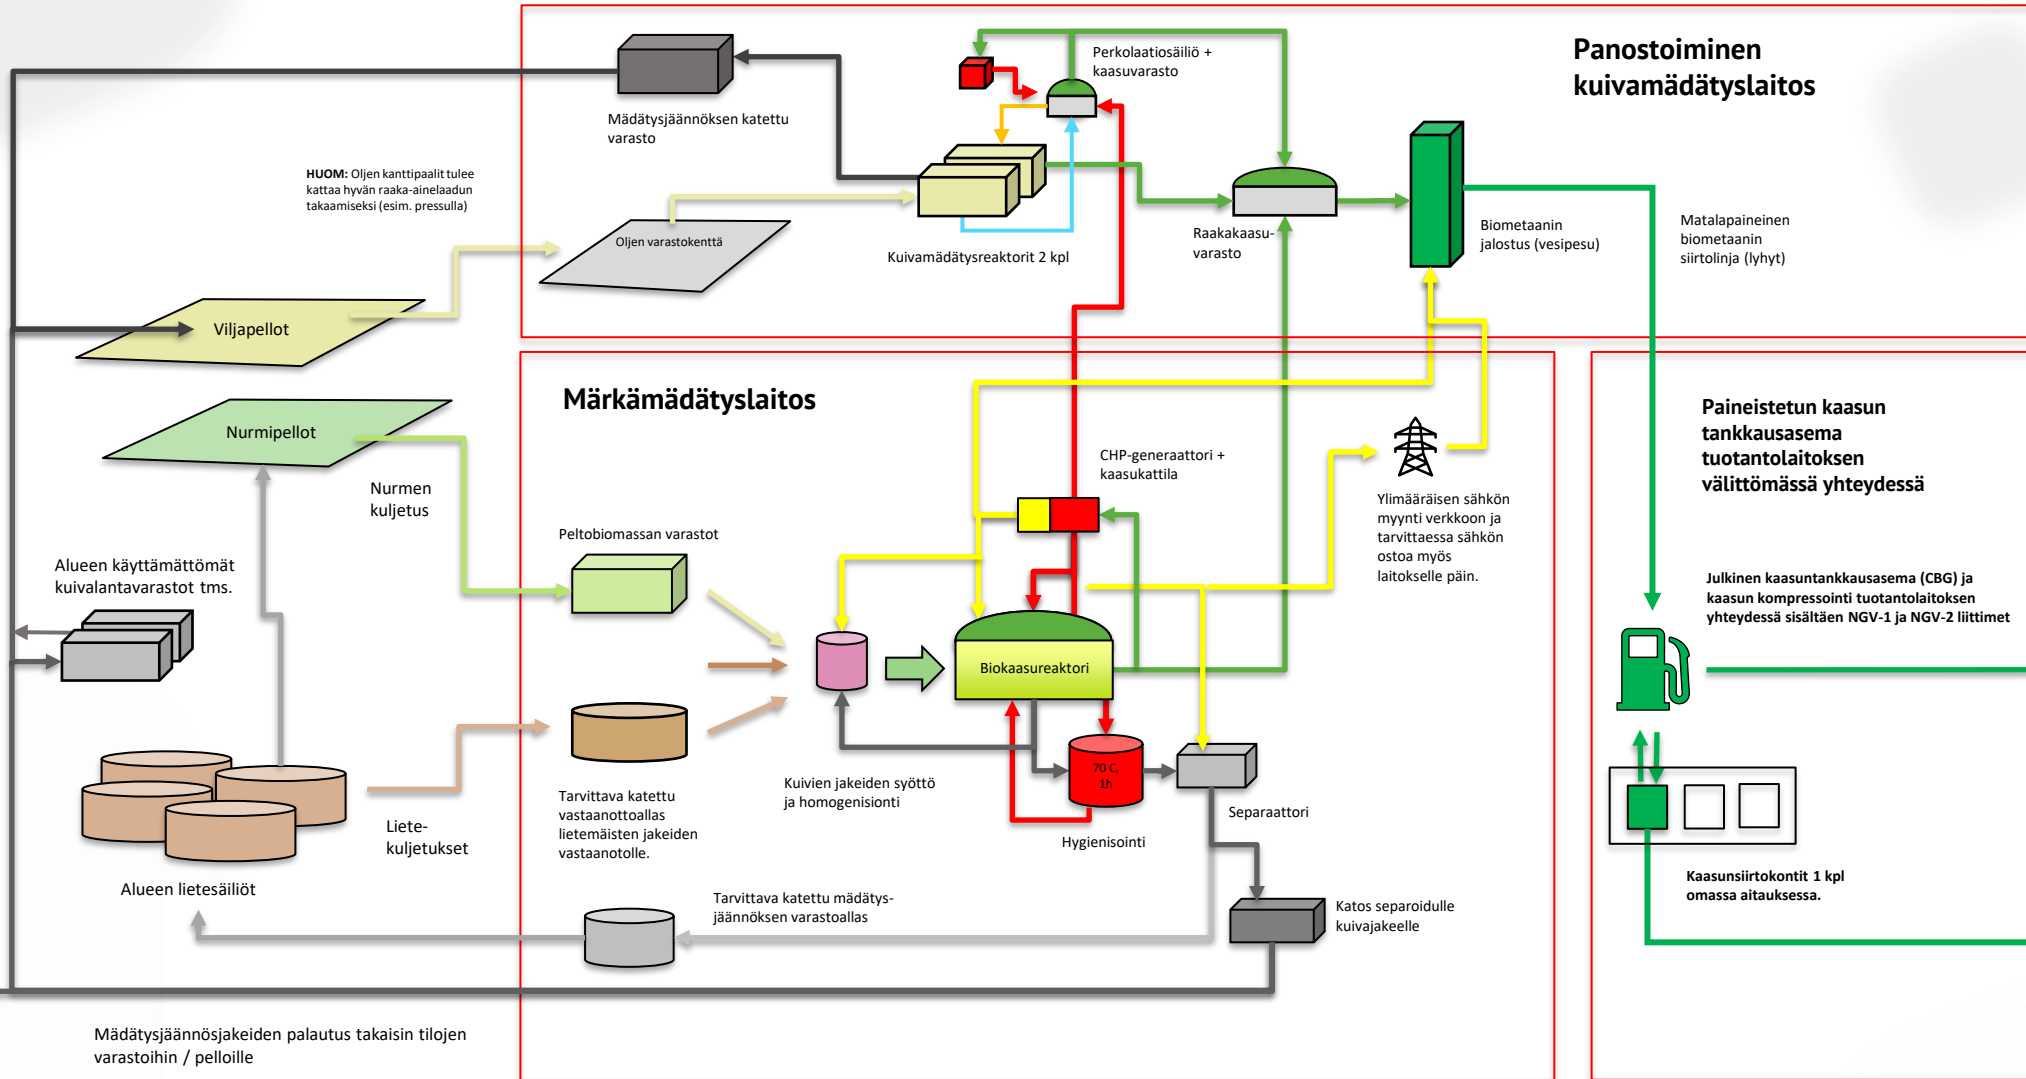 Panostoiminen
kuivamädätyslaitos
Perkolaatiosäiliö +
kaasuvarasto
Mädätysjäännöksen katettu
varasto
HUOM: Oljen kanttipaalit tulee
kattaa hyvän raaka-ainelaadun
takaamiseksi (esim. pressulla)
Oljen varastokenttä
Kuivamädätysreaktorit 2 kpl
Raakakaasu-
varasto
Biometaanin
jalostus (vesipesu)
Matalapaineinen
biometaanin
siirtolinja (lyhyt)
Viljapellot
Nurmipellot
Nurmen
kuljetus
Alueen käyttämättömät
kuivalantavarastot tms.
Liete-
kuljetukset
Alueen lietesäiliöt
Mädätysjäännösjakeiden palautus takaisin tilojen
varastoihin / pelloille
Märkämädätyslaitos
CHP-generaattori +
kaasukattila
Peltobiomassan varastot
Ylimääräisen sähkön
myynti verkkoon ja
tarvittaessa sähkön
ostoa myös
laitokselle päin.
Biokaasureaktori
70 C,
1h
Kuivien jakeiden syöttö
ja homogenisionti
Tarvittava katettu
vastaanottoallas
lietemäisten jakeiden
vastaanotolle.
Hygienisointi
Separaattori
Tarvittava katettu mädätys-
jäännöksen varastoallas
Katos separoidulle
kuivajakeelle
Paineistetun kaasun
tankkausasema
tuotantolaitoksen
välittömässä yhteydessä
Julkinen kaasuntankkausasema (CBG) ja
kaasun kompressointi tuotantolaitoksen
yhteydessä sisältäen NGV-1 ja NGV-2 liittimet
Kaasunsiirtokontit 1 kpl
omassa aitauksessa.